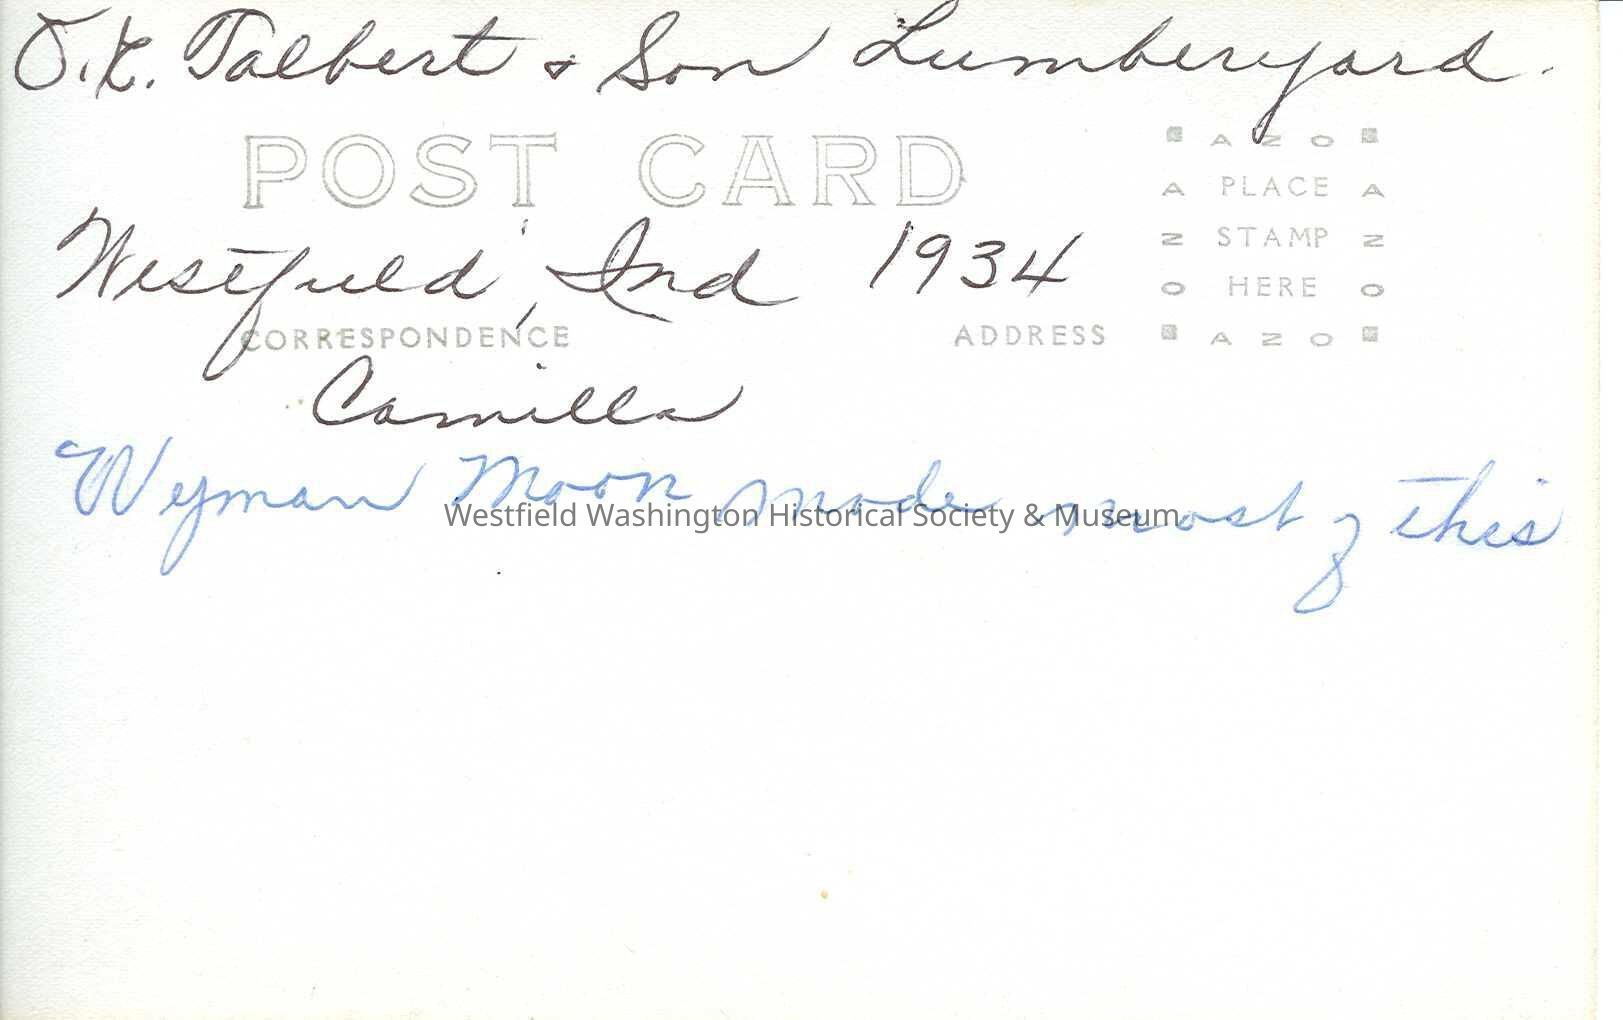 O.K. Talbert & Son Lumberyard.
POST CARD
AZO
A PLACE A
Westfield, Ind 1934
Z STAMP Z
O HERE O
CORRESPONDENCE ADDRESS
AZO
Camilla
Wyman Moon made most of this
Westfield Washington Historical Society & Museum